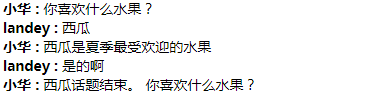 小华 : 你喜欢什么水果？
landey : 西瓜
小华 : 西瓜是夏季最受欢迎的水果
landey : 是的啊
小华 : 西瓜话题结束。 你喜欢什么水果？